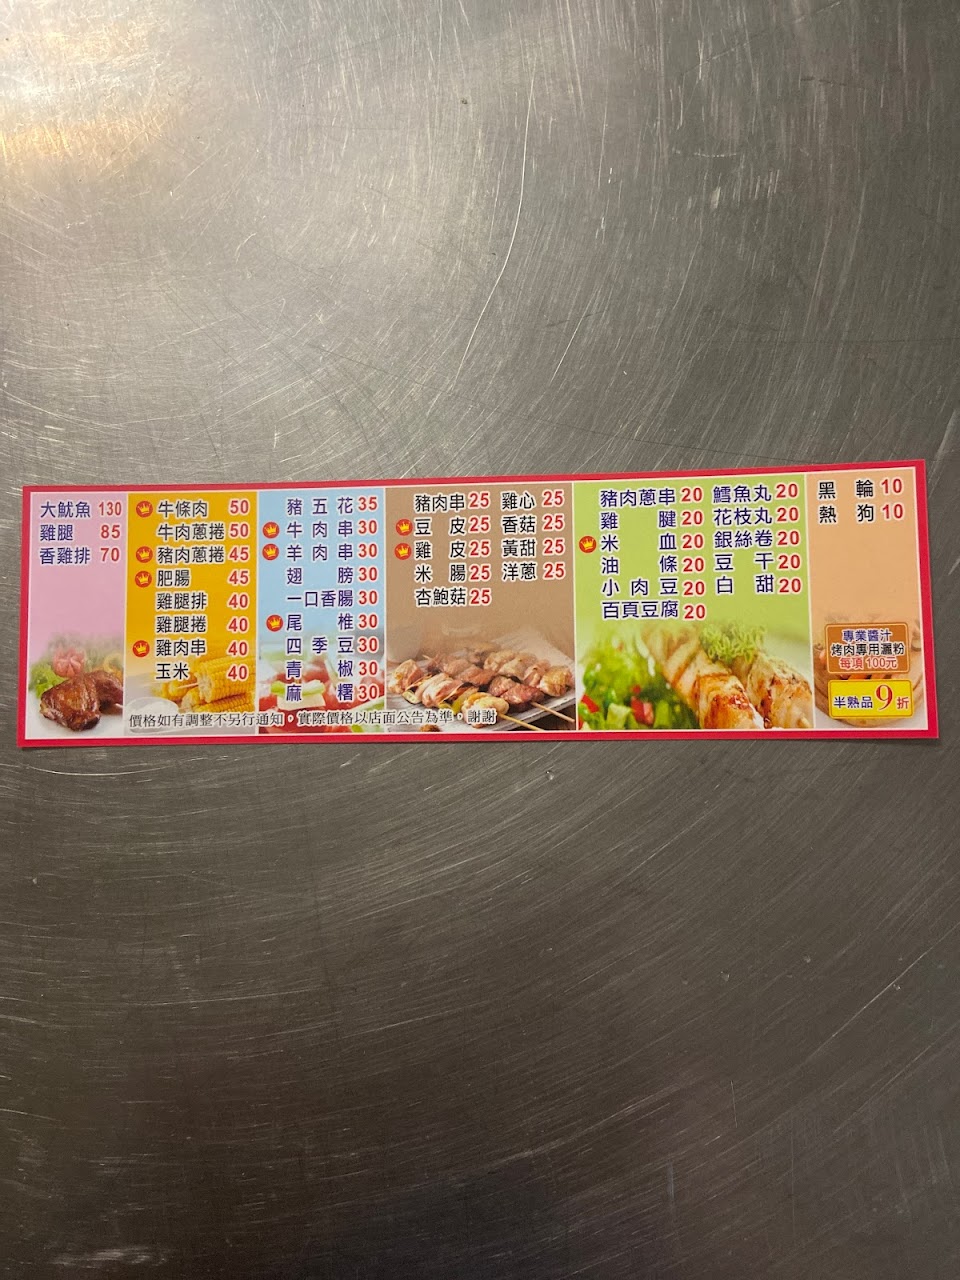 大魷魚 130
雞腿 85
香雞排 70
牛條肉 50
牛肉蔥捲 50
豬肉蔥捲 45
肥腸 45
雞腿排 40
雞腿捲 40
雞肉串 40
玉米 40
豬五花 35
牛肉串 30
羊肉串 30
翅膀 30
一口香腸 30
尾椎 30
四季豆 30
青椒 30
麻糬 30
豬肉串 25
豆皮 25
雞皮 25
米腸 25
杏鮑菇 25
雞心 25
香菇 25
黃甜 25
洋蔥 25
豬肉蔥串 20
雞腱 20
米血 20
油條 20
小肉豆 20
百頁豆腐 20
鱈魚丸 20
花枝丸 20
銀絲卷 20
豆干 20
白甜 20
黑輪 10
熱狗 10
專業醬汁
烤肉專用灑粉
每項100元
半熟品9折
價格如有調整不另行通知，實際價格以店面公告為準，謝謝